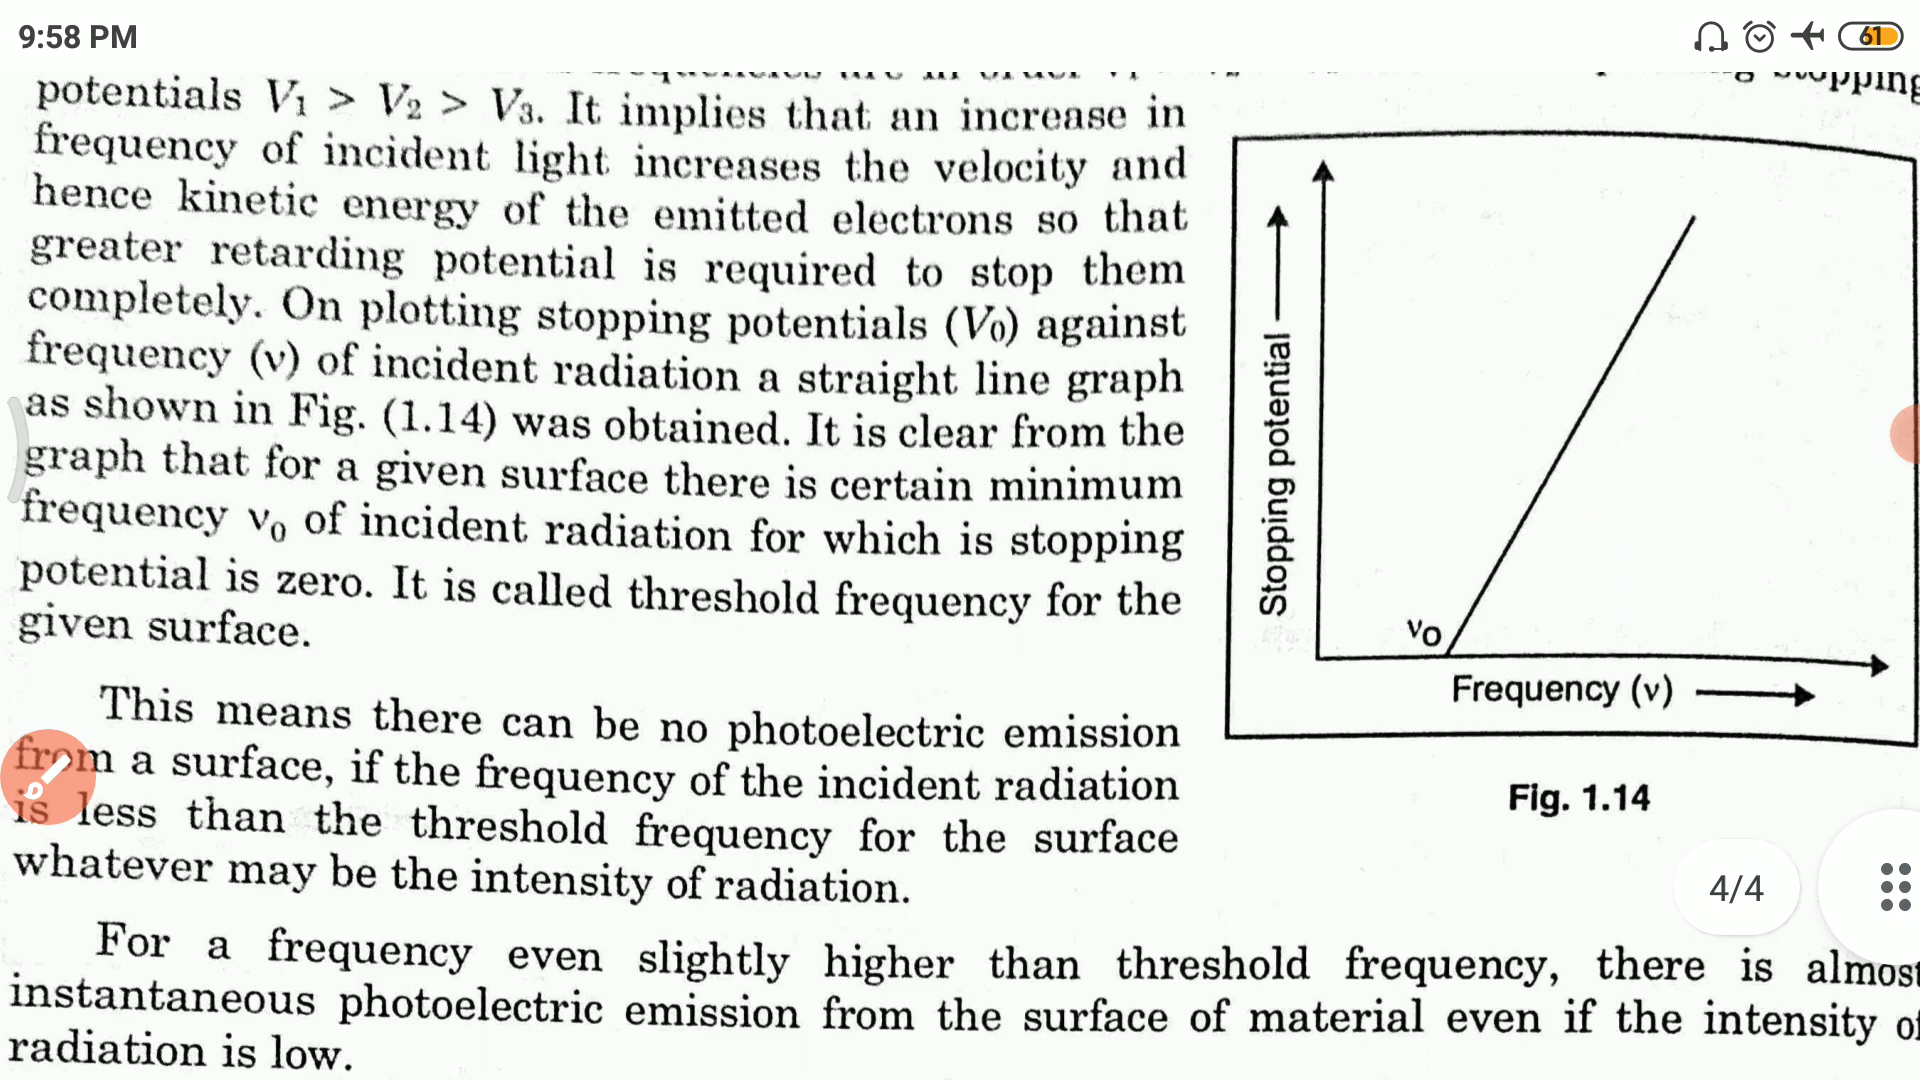 9:58 PM
61
stopping
potentials V₁ > V₂ > V₃. It implies that an increase in
frequency of incident light increases the velocity and
hence kinetic energy of the emitted electrons so that
greater retarding potential is required to stop them
completely. On plotting stopping potentials (V₀) against
frequency (ν) of incident radiation a straight line graph
as shown in Fig. (1.14) was obtained. It is clear from the
graph that for a given surface there is certain minimum
frequency ν₀ of incident radiation for which is stopping
potential is zero. It is called threshold frequency for the
given surface.
This means there can be no photoelectric emission
from a surface, if the frequency of the incident radiation
is less than the threshold frequency for the surface
whatever may be the intensity of radiation.
For a frequency even slightly higher than threshold frequency, there is almost
instantaneous photoelectric emission from the surface of material even if the intensity of
radiation is low.
Stopping potential
ν₀
Frequency (ν)
Fig. 1.14
4/4